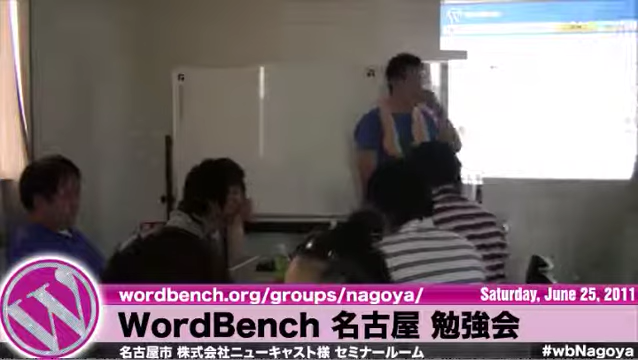 WordBench
wordbench.org/groups/nagoya/
Saturday, June 25, 2011
WordBench 名古屋 勉強会
名古屋市 株式会社ニューキャスト様 セミナールーム
#wbNagoya